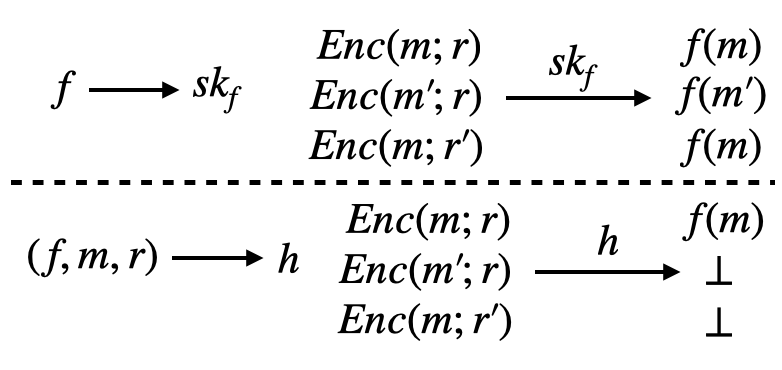 f → sk_f
Enc(m; r)
Enc(m′; r)
Enc(m; r′)
sk_f
f(m)
f(m′)
f(m)
(f, m, r) → h
Enc(m; r)
Enc(m′; r)
Enc(m; r′)
h
f(m)
⊥
⊥